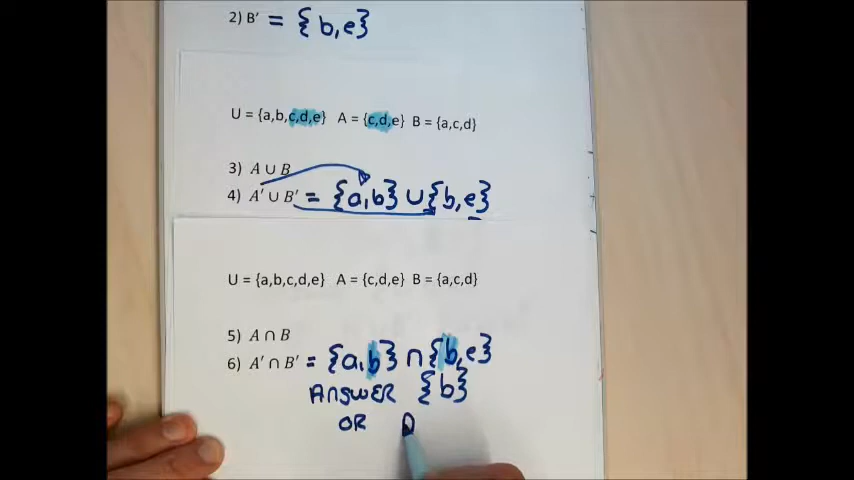 2) B′ = {b,e}
U = {a,b,c,d,e} A = {c,d,e} B = {a,c,d}
3) A ∪ B
4) A′ ∪ B′ = {a,b} ∪ {b,e}
U = {a,b,c,d,e} A = {c,d,e} B = {a,c,d}
5) A ∩ B
6) A′ ∩ B′ = {a,b} ∩ {b,e}
ANSWER {b}
OR